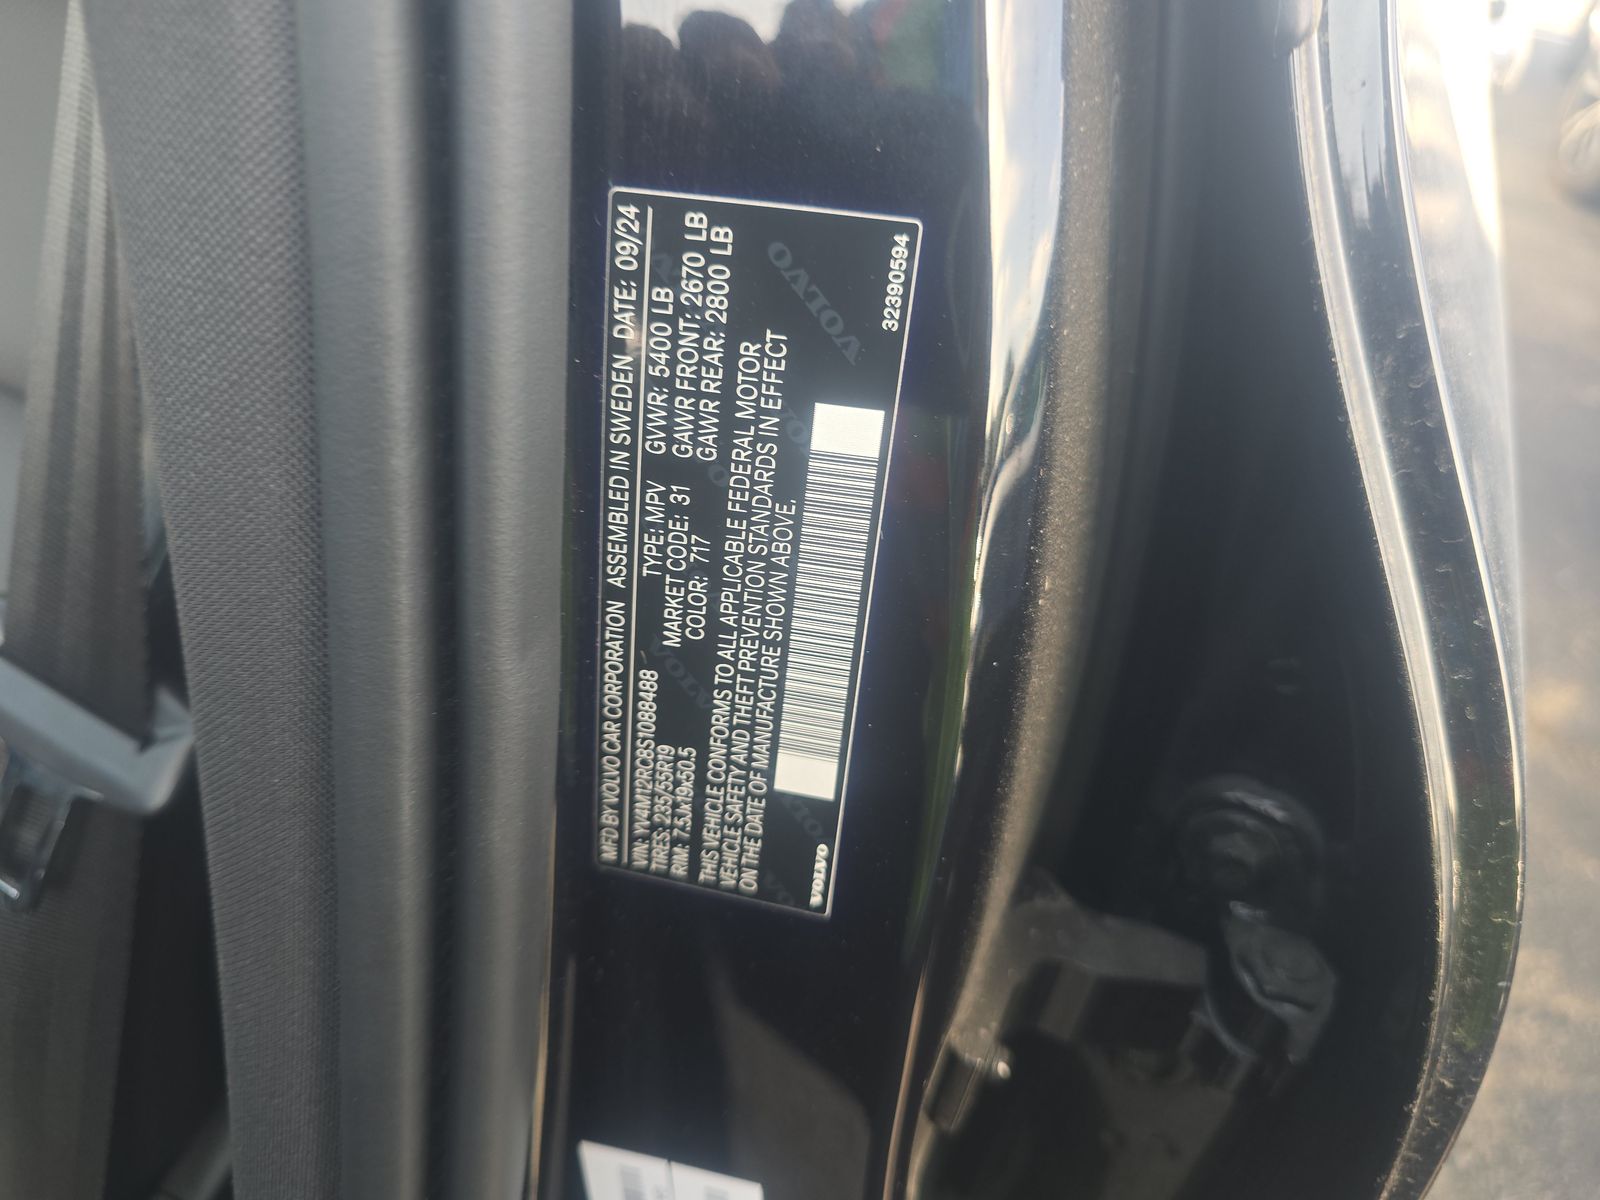 MFD BY VOLVO CAR CORPORATION ASSEMBLED IN SWEDEN DATE: 09/24
VIN: YV4M12RC8S1088488 TYPE: MPV GVWR: 5400 LB
TIRES: 235/55R19 MARKET CODE: 31 GAWR FRONT: 2670 LB
RIM: 7.5Jx19x50.5 COLOR: 717 GAWR REAR: 2800 LB
THIS VEHICLE CONFORMS TO ALL APPLICABLE FEDERAL MOTOR
VEHICLE SAFETY AND THEFT PREVENTION STANDARDS IN EFFECT
ON THE DATE OF MANUFACTURE SHOWN ABOVE.
VOLVO 32390594